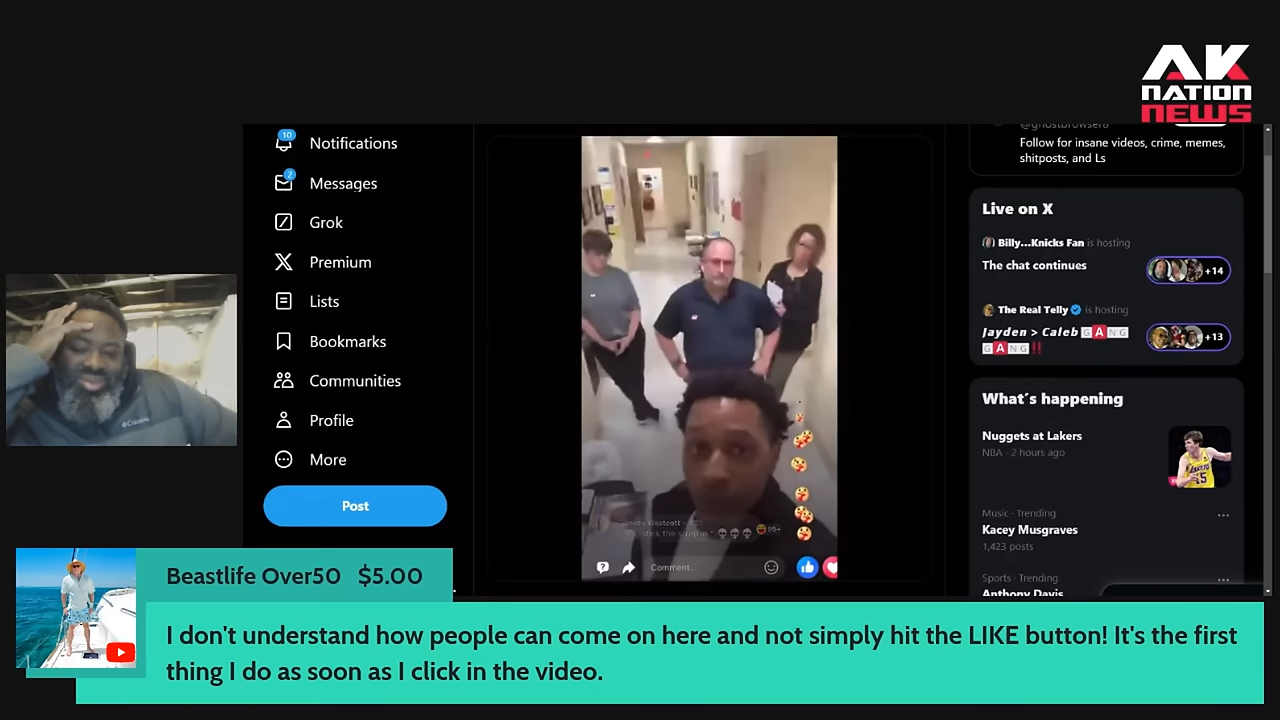 AK
NATION
NEWS
10
Notifications
2
Messages
Grok
Premium
Lists
Bookmarks
Communities
Profile
More
Post
@ghostbrowser8
Follow for insane videos, crime, memes,
shitposts, and Ls
Live on X
Billy...Knicks Fan is hosting
The chat continues
+14
The Real Telly is hosting
Jayden > Caleb GANG
GANG
+13
What's happening
Nuggets at Lakers
NBA · 2 hours ago
Music · Trending
Kacey Musgraves
1,423 posts
Sports · Trending
Anthony Davis
Columbia
99+
Comment...
Beastlife Over50 $5.00
I don't understand how people can come on here and not simply hit the LIKE button! It's the first
thing I do as soon as I click in the video.